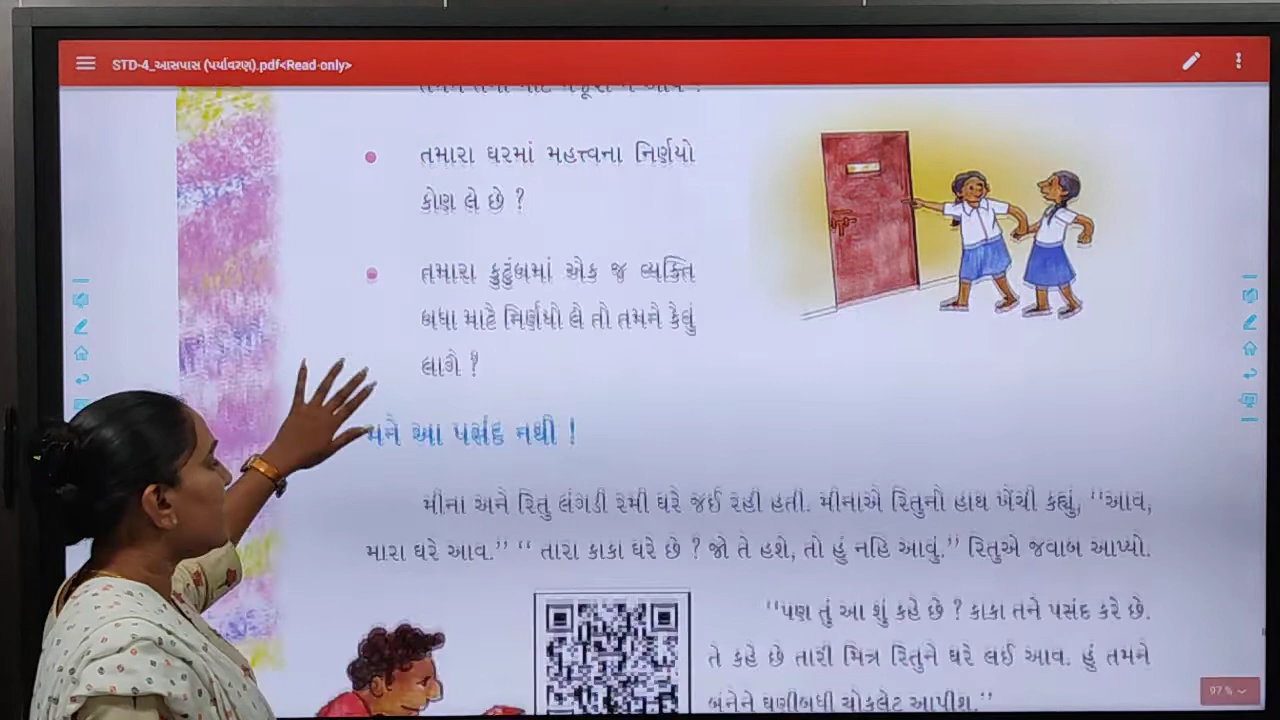 STD-4_આસપાસ (પર્યાવરણ).pdf<Read-only>
તમારા ઘરમાં મહત્ત્વના નિર્ણયો
કોણ લે છે ?
તમારા કુટુંબમાં એક જ વ્યક્તિ
બધા માટે નિર્ણયો લે તો તમને કેવું
લાગે ?
મને આ પસંદ નથી !
મીના અને રિતુ લંગડી રમી ઘરે જઈ રહી હતી. મીનાએ રિતુનો હાથ ખેંચી કહ્યું, “આવ,
મારા ઘરે આવ.” “ તારા કાકા ઘરે છે ? જો તે હશે, તો હું નહિ આવું.” રિતુએ જવાબ આપ્યો.
“પણ તું આ શું કહે છે ? કાકા તને પસંદ કરે છે.
તે કહે છે તારી મિત્ર રિતુને ઘરે લઈ આવ. હું તમને
બંનેને ઘણીબધી ચોકલેટ આપીશ.”
97 %